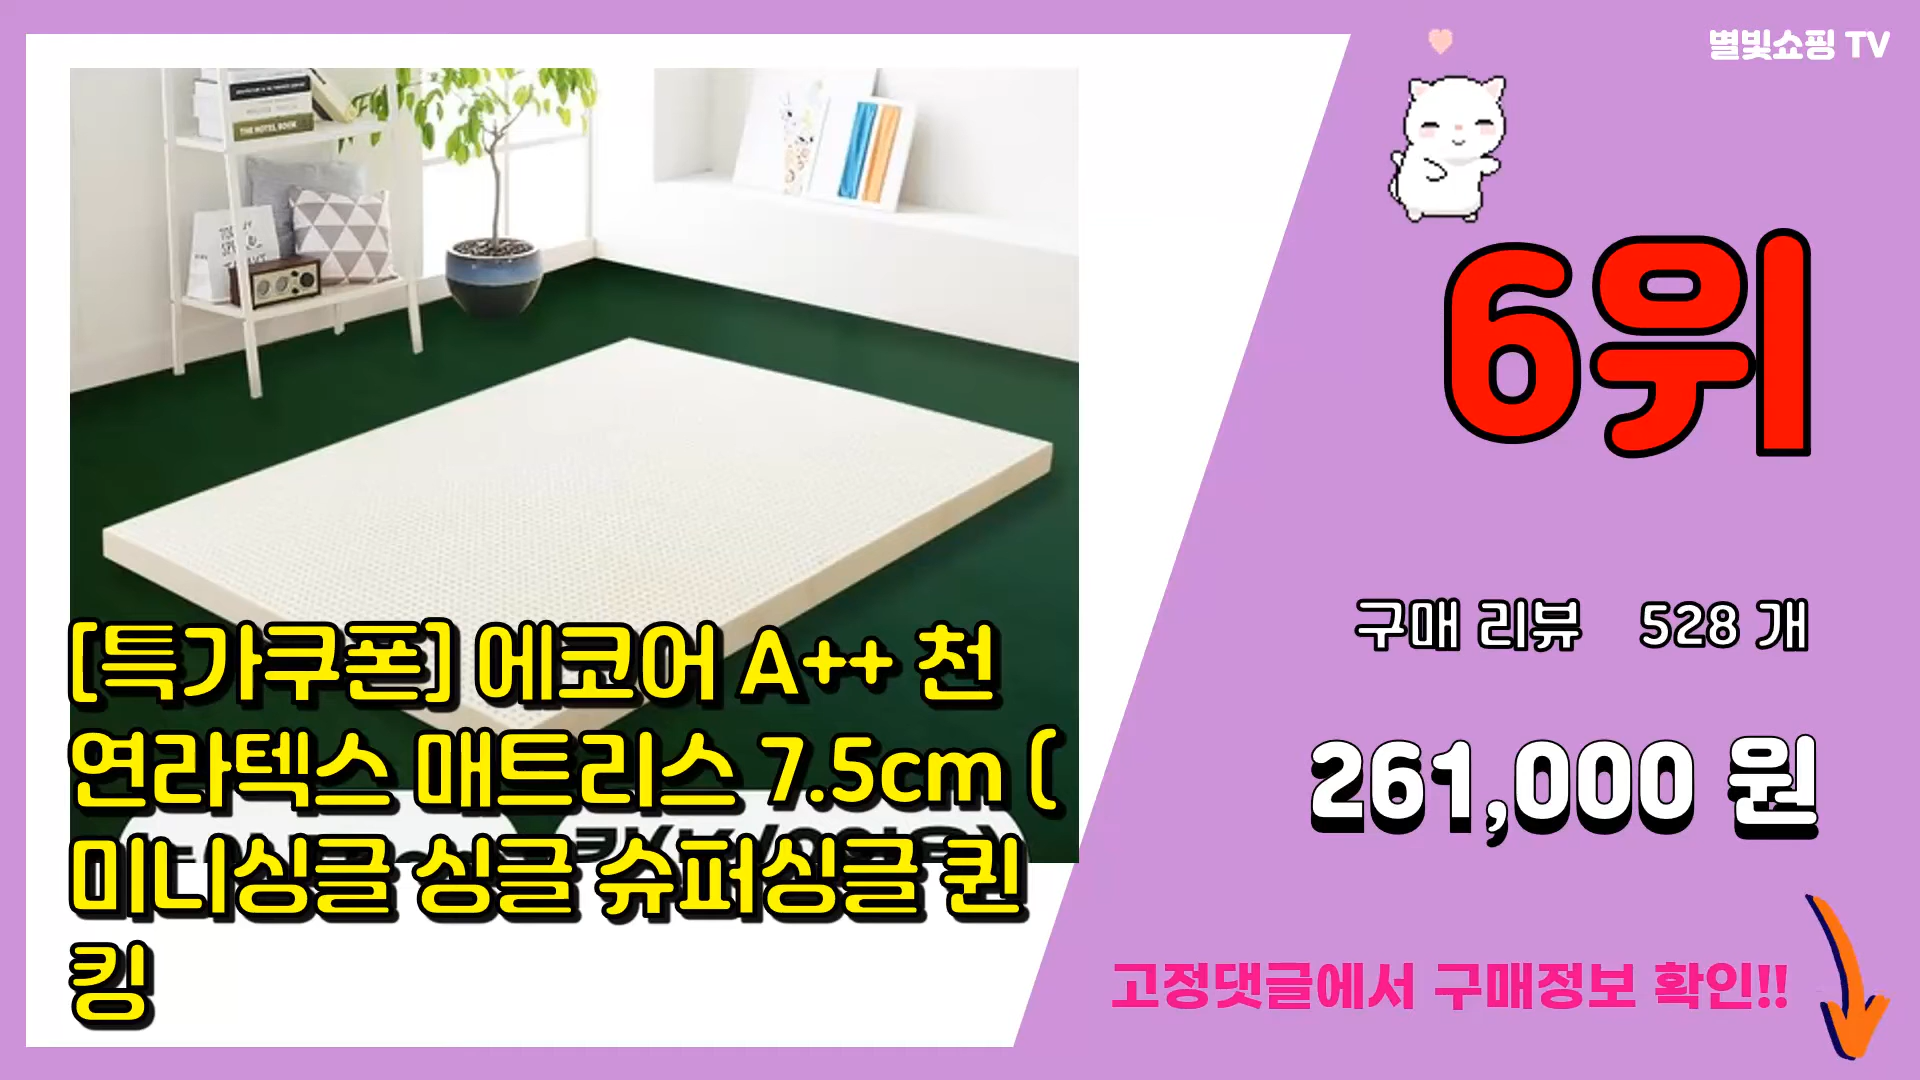 별빛쇼핑 TV
6위
THE NOTEL BOOK
[특가쿠폰] 에코어 A++ 천
연라텍스 매트리스 7.5cm (
미니싱글 싱글 슈퍼싱글 퀸
킹
구매 리뷰 528 개
261,000 원
고정댓글에서 구매정보 확인!!